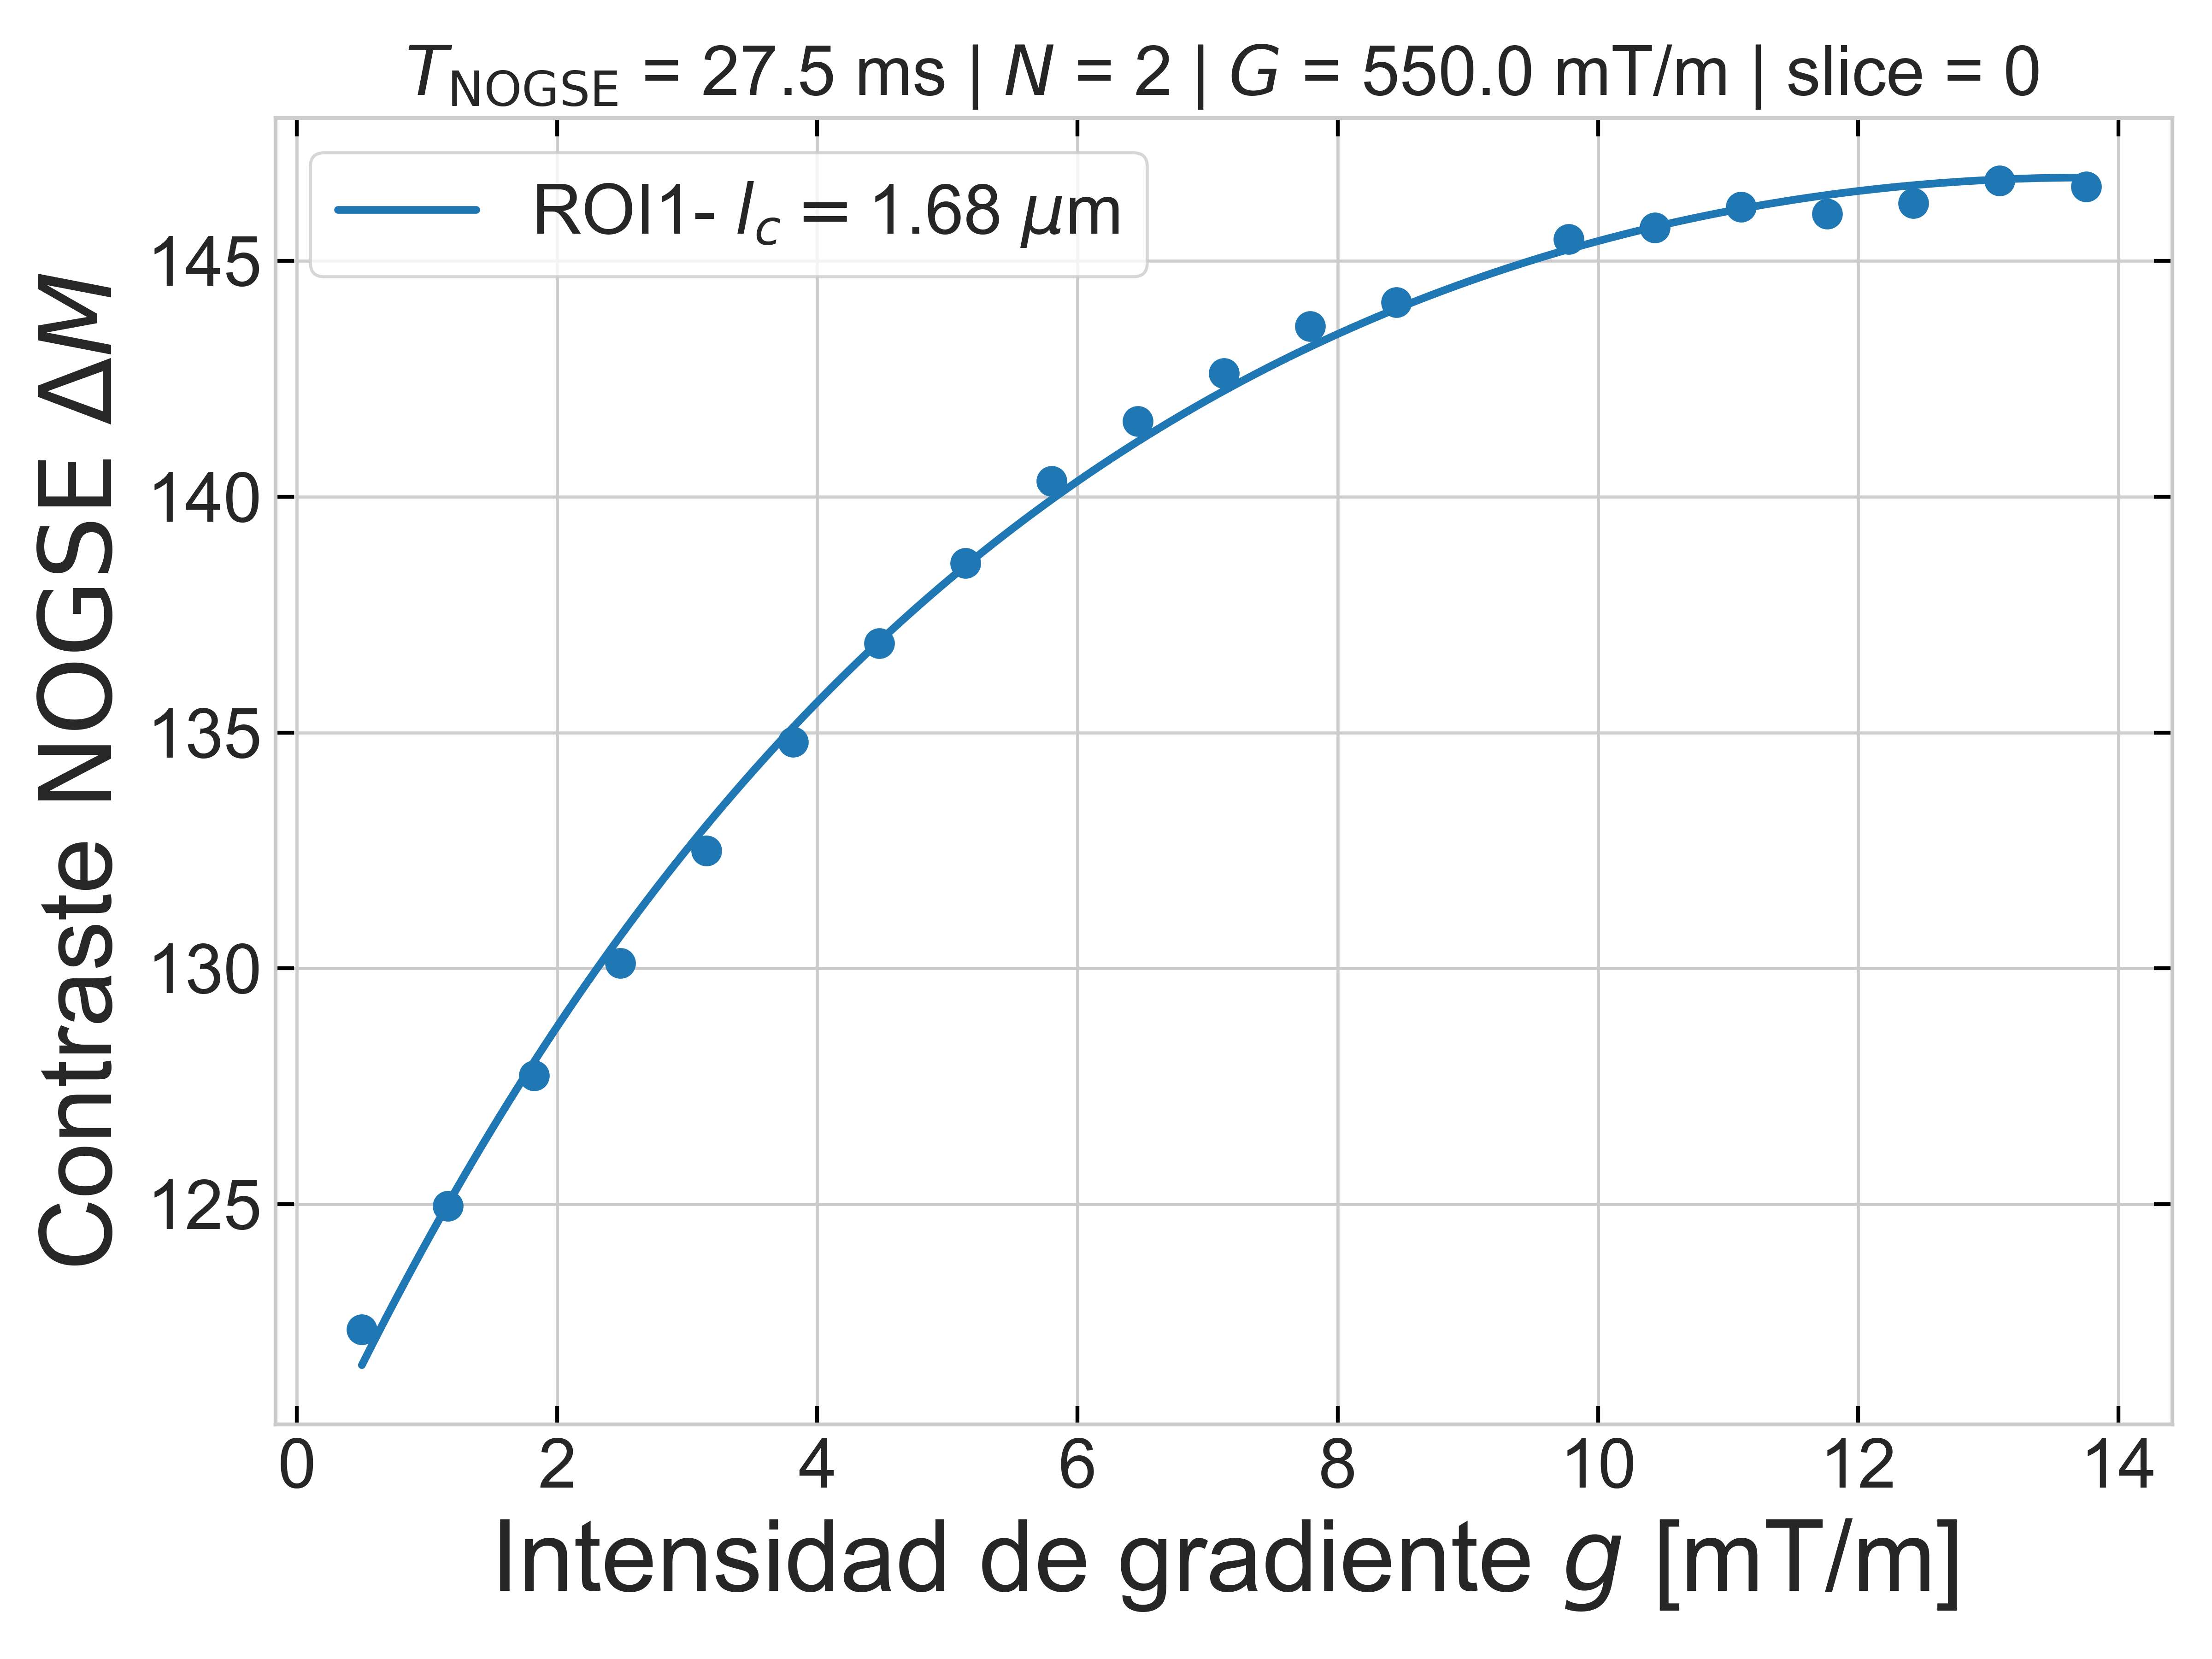 T_NOGSE = 27.5 ms | N = 2 | G = 550.0 mT/m | slice = 0
ROI1- l_c = 1.68 μm
Contraste NOGSE ΔM
145
140
135
130
125
0 2 4 6 8 10 12 14
Intensidad de gradiente g [mT/m]